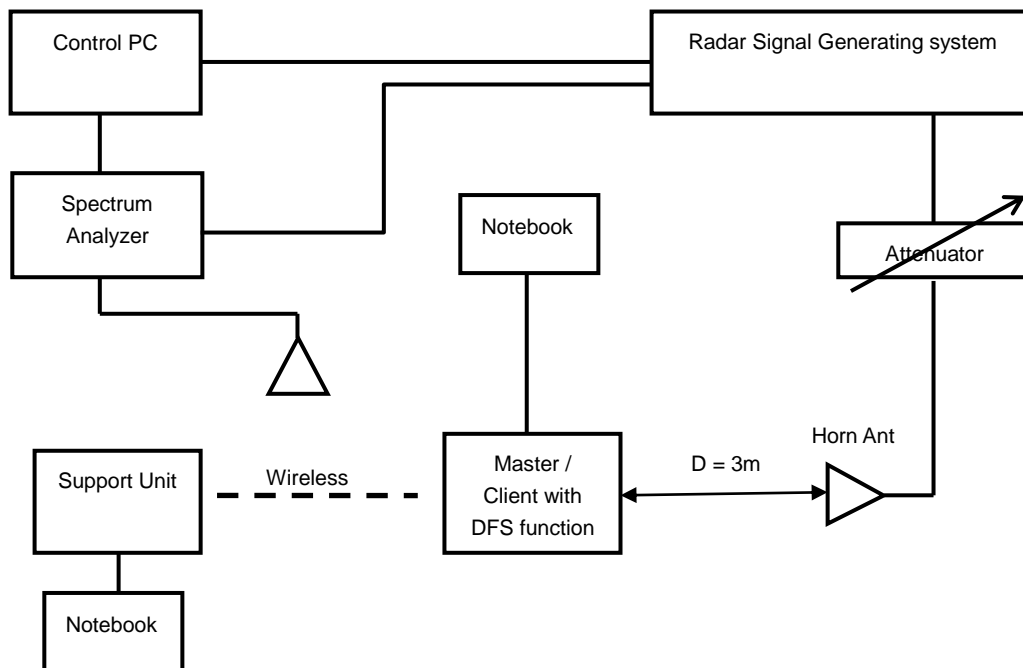 Control PC
Radar Signal Generating system
Spectrum
Analyzer
Notebook
Attenuator
Horn Ant
D = 3m
Master /
Client with
DFS function
Wireless
Support Unit
Notebook